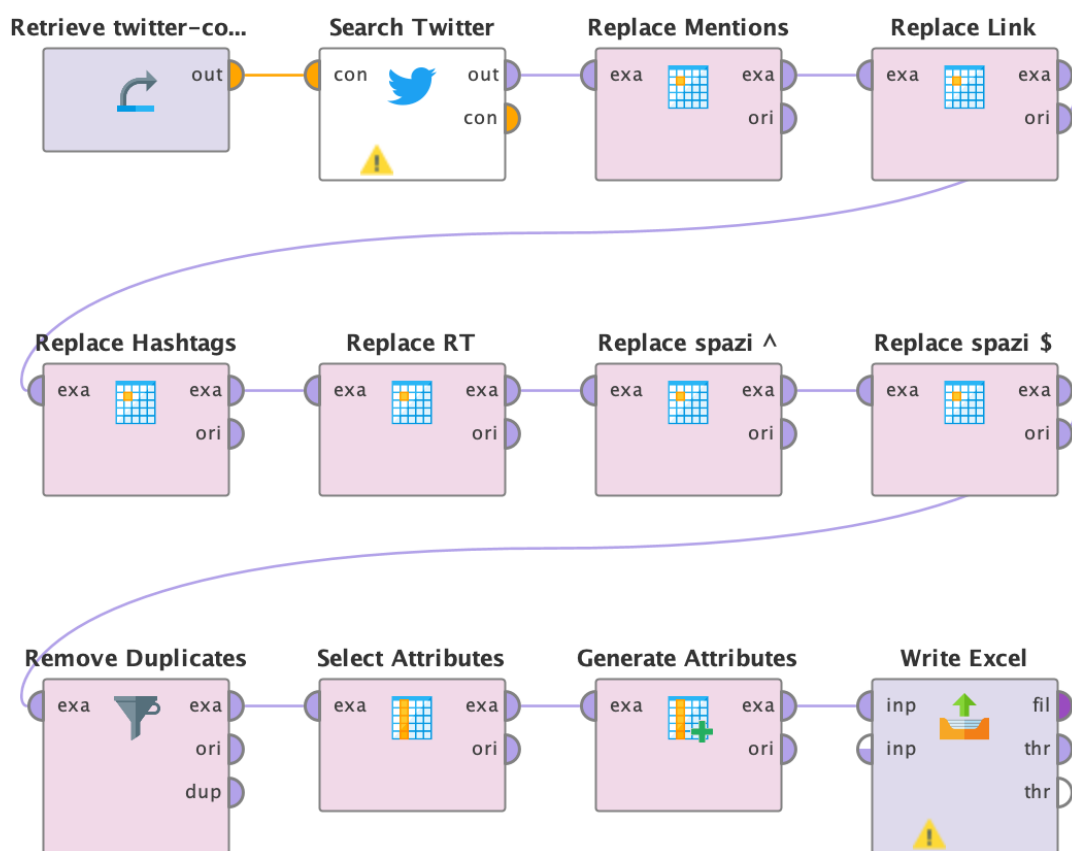 Retrieve twitter-co... Search Twitter Replace Mentions Replace Link
out con out exa exa exa exa
con ori ori
Replace Hashtags Replace RT Replace spazi ^ Replace spazi $
exa exa exa exa exa exa exa exa
ori ori ori ori
Remove Duplicates Select Attributes Generate Attributes Write Excel
exa exa exa exa exa exa inp fil
ori ori ori inp thr
dup thr